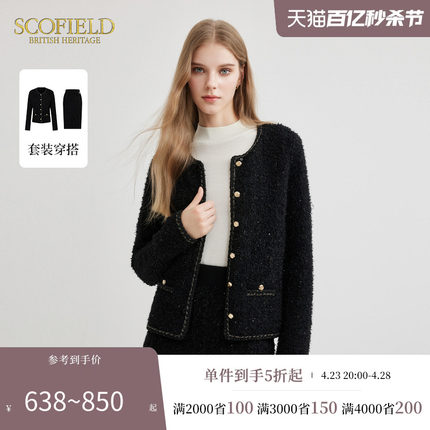 SCOFIELD
BRITISH HERITAGE
天猫百亿秒杀节
套装穿搭
参考到手价
¥ 638~850 起
单件到手5折起 4.23 20:00-4.28
满2000省100 满3000省150 满4000省200